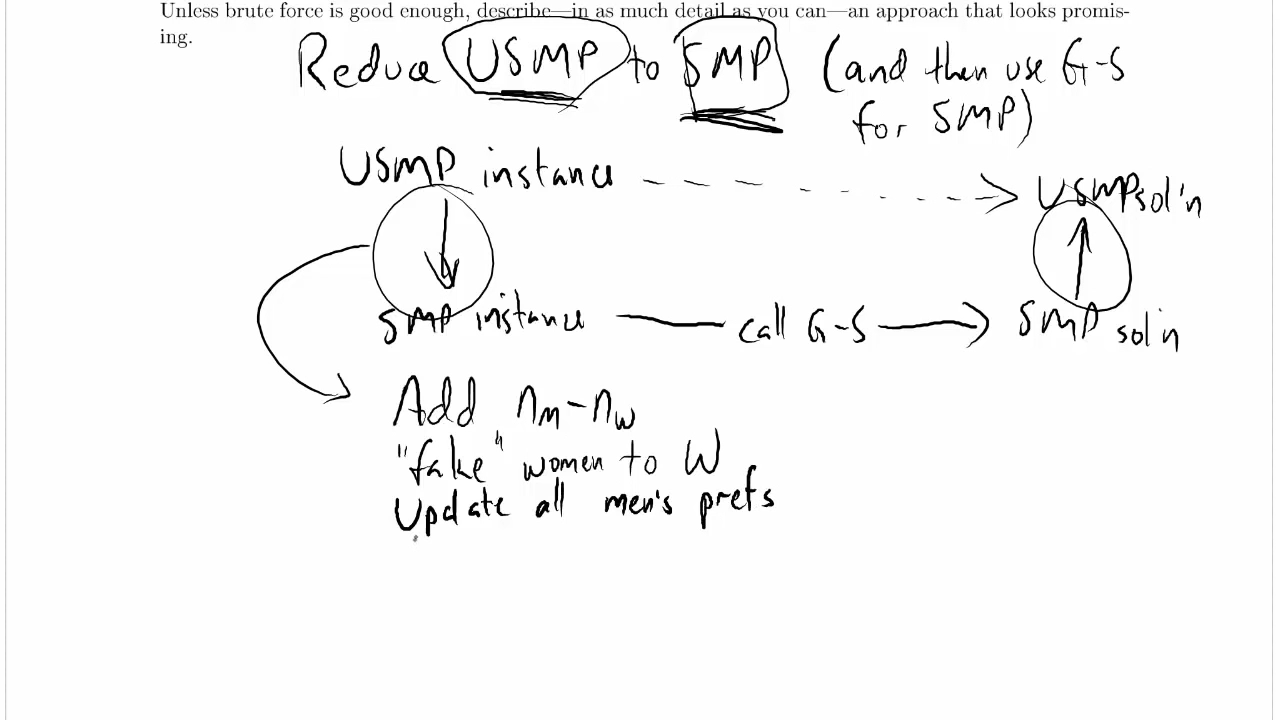 Unless brute force is good enough, describe—in as much detail as you can—an approach that looks promis-
ing.
Reduce USMP to SMP (and then use G-S
for SMP)
USMP instance
USMP sol'n
SMP instance
call G-S
SMP sol'n
Add nM-nW
"fake" women to W
Update all men's prefs